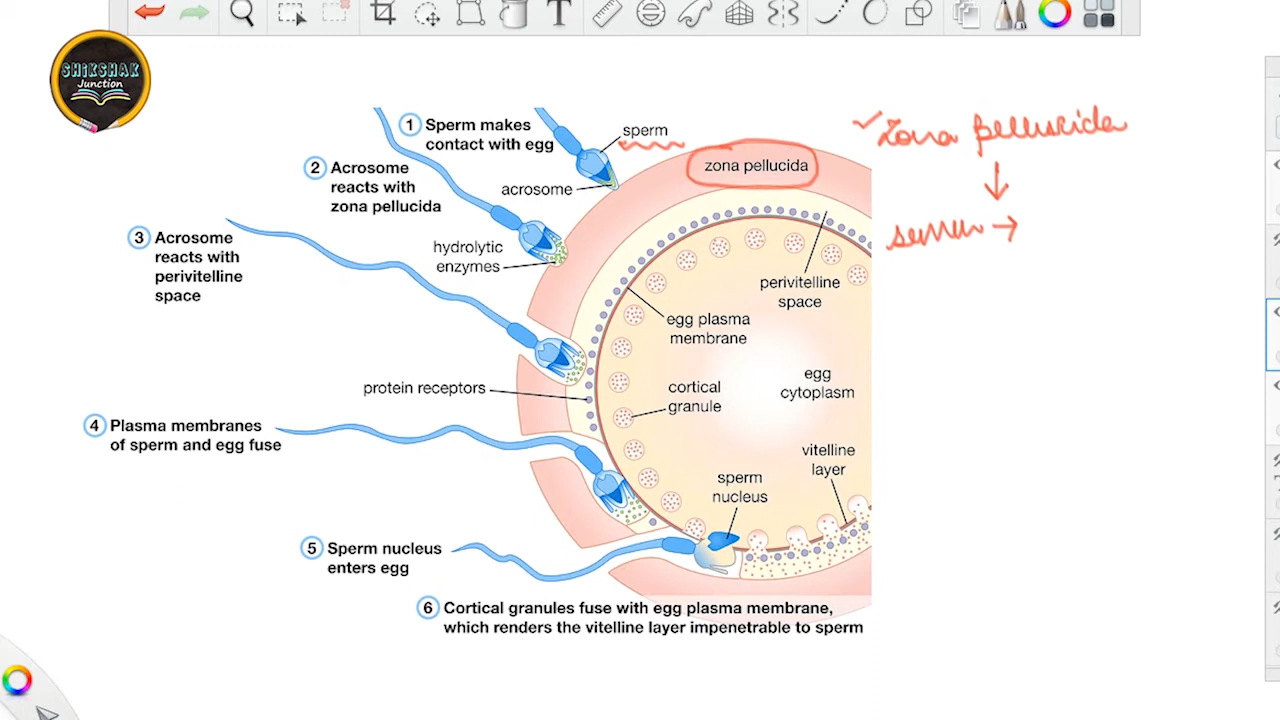 SHiKSHAK
Junction
1 Sperm makes
contact with egg
sperm
acrosome
2 Acrosome
reacts with
zona pellucida
hydrolytic
enzymes
3 Acrosome
reacts with
perivitelline
space
zona pellucida
perivitelline
space
egg plasma
membrane
protein receptors
cortical
granule
egg
cytoplasm
4 Plasma membranes
of sperm and egg fuse
vitelline
layer
sperm
nucleus
5 Sperm nucleus
enters egg
6 Cortical granules fuse with egg plasma membrane,
which renders the vitelline layer impenetrable to sperm
Zona pellucida